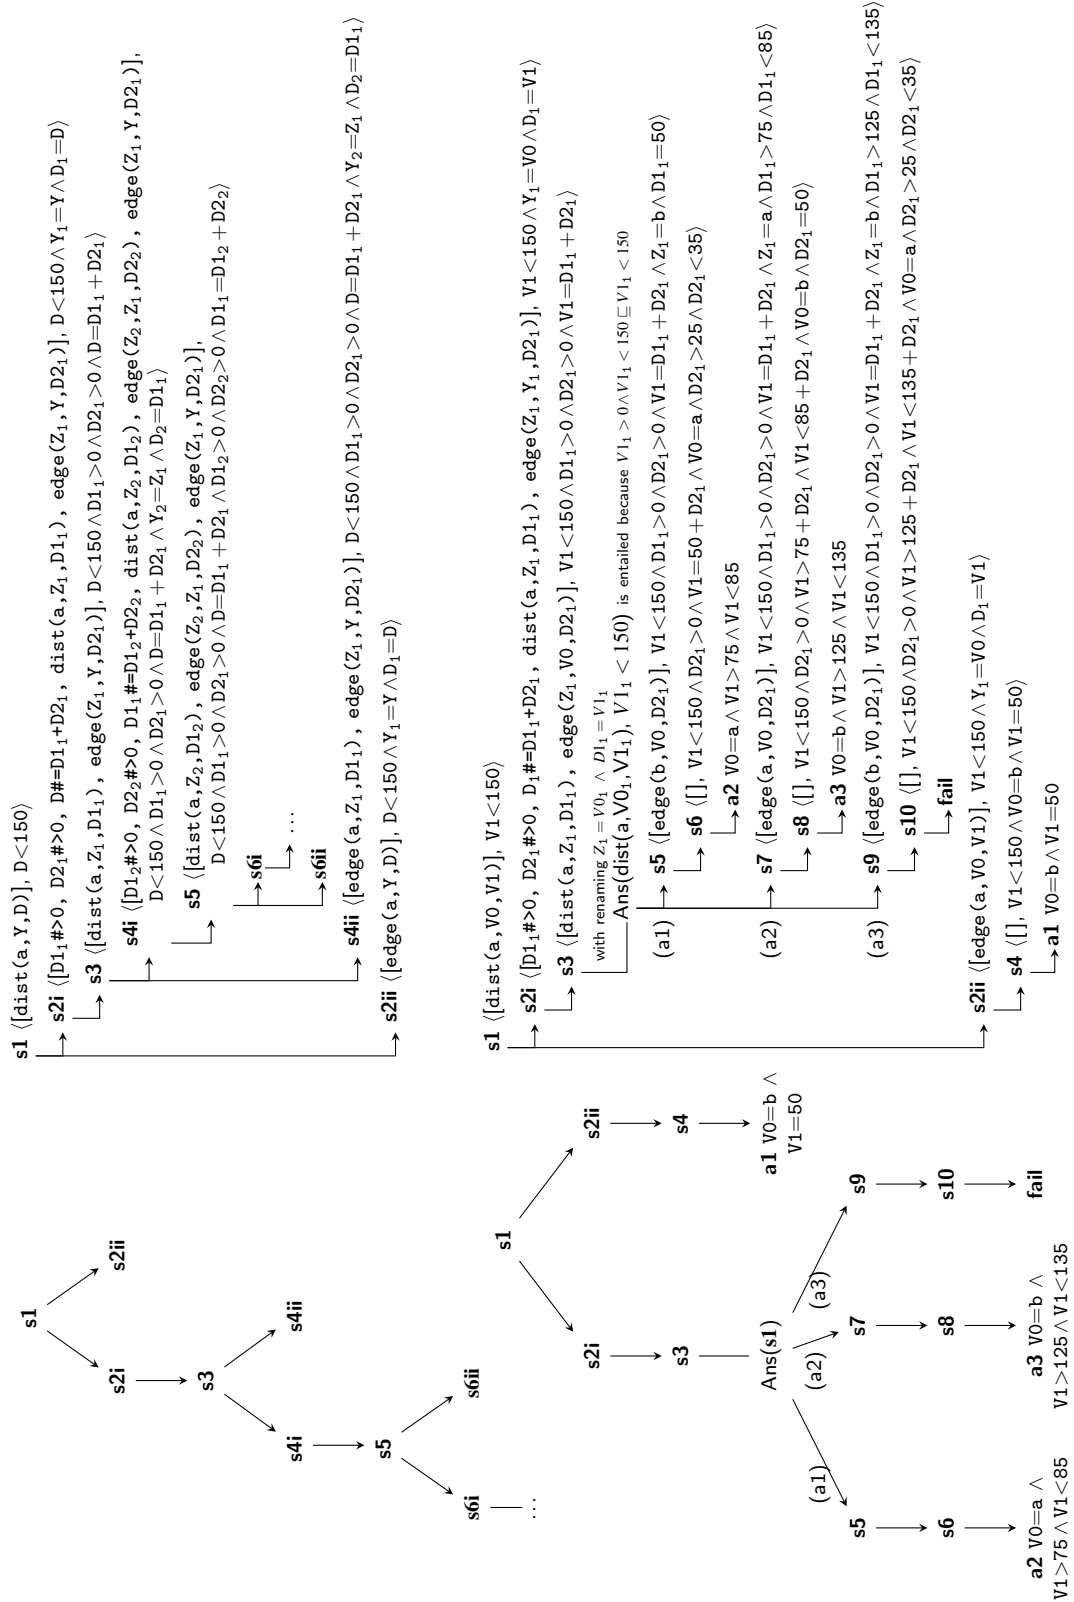 s1
s2i s2ii
s3
s4i s4ii
s5
s6i s6ii
...
s1 ⟨[dist(a,Y,D)], D<150⟩
s2i ⟨[D1₁#>0, D2₁#>0, D#=D1₁+D2₁, dist(a,Z₁,D1₁), edge(Z₁,Y,D2₁)], D<150∧Y₁=Y∧D₁=D⟩
s3 ⟨[dist(a,Z₁,D1₁), edge(Z₁,Y,D2₁)], D<150∧D1₁>0∧D2₁>0∧D=D1₁+D2₁⟩
s4i ⟨[D1₂#>0, D2₂#>0, D1₁#=D1₂+D2₂, dist(a,Z₂,D1₂), edge(Z₂,Z₁,D2₂), edge(Z₁,Y,D2₁)],
D<150∧D1₁>0∧D2₁>0∧D=D1₁+D2₁∧Y₂=Z₁∧D₂=D1₁⟩
s5 ⟨[dist(a,Z₂,D1₂), edge(Z₂,Z₁,D2₂), edge(Z₁,Y,D2₁)],
D<150∧D1₁>0∧D2₁>0∧D=D1₁+D2₁∧D1₂>0∧D2₂>0∧D1₁=D1₂+D2₂⟩
s6i ...
s6ii
s4ii ⟨[edge(a,Z₁,D1₁), edge(Z₁,Y,D2₁)], D<150∧D1₁>0∧D2₁>0∧D=D1₁+D2₁∧Y₂=Z₁∧D₂=D1₁⟩
s2ii ⟨[edge(a,Y,D)], D<150∧Y₁=Y∧D₁=D⟩
s1
s2i s2ii
s3 s4
Ans(s1) a1 V0=b ∧
V1=50
(a1) (a2) (a3)
s5 s7 s9
s6 s8 s10
a2 V0=a ∧ a3 V0=b ∧ fail
V1>75∧V1<85 V1>125∧V1<135
s1 ⟨[dist(a,V0,V1)], V1<150⟩
s2i ⟨[D1₁#>0, D2₁#>0, D₁#=D1₁+D2₁, dist(a,Z₁,D1₁), edge(Z₁,Y₁,D2₁)], V1<150∧Y₁=V0∧D₁=V1⟩
s3 ⟨[dist(a,Z₁,D1₁), edge(Z₁,V0,D2₁)], V1<150∧D1₁>0∧D2₁>0∧V1=D1₁+D2₁⟩
with renaming Z₁=V0₁ ∧ D1₁=V1₁
Ans(dist(a,V0₁,V1₁), V1₁ < 150) is entailed because V1₁ > 0∧V1₁ < 150 ⊑ V1₁ < 150
(a1) s5 ⟨[edge(b,V0,D2₁)], V1<150∧D1₁>0∧D2₁>0∧V1=D1₁+D2₁∧Z₁=b∧D1₁=50⟩
s6 ⟨[], V1<150∧D2₁>0∧V1=50+D2₁∧V0=a∧D2₁>25∧D2₁<35⟩
a2 V0=a∧V1>75∧V1<85
(a2) s7 ⟨[edge(a,V0,D2₁)], V1<150∧D1₁>0∧D2₁>0∧V1=D1₁+D2₁∧Z₁=a∧D1₁>75∧D1₁<85⟩
s8 ⟨[], V1<150∧D2₁>0∧V1>75+D2₁∧V1<85+D2₁∧V0=b∧D2₁=50⟩
a3 V0=b∧V1>125∧V1<135
(a3) s9 ⟨[edge(b,V0,D2₁)], V1<150∧D1₁>0∧D2₁>0∧V1=D1₁+D2₁∧Z₁=b∧D1₁>125∧D1₁<135⟩
s10 ⟨[], V1<150∧D2₁>0∧V1>125+D2₁∧V1<135+D2₁∧V0=a∧D2₁>25∧D2₁<35⟩
fail
s2ii ⟨[edge(a,V0,V1)], V1<150∧Y₁=V0∧D₁=V1⟩
s4 ⟨[], V1<150∧V0=b∧V1=50⟩
a1 V0=b∧V1=50